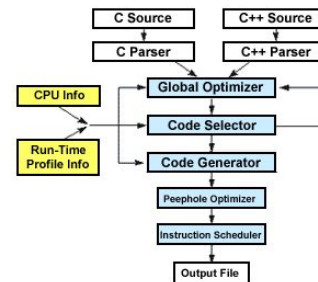 C Source
C++ Source
C Parser
C++ Parser
Global Optimizer
CPU Info
Code Selector
Run-Time
Profile Info
Code Generator
Peephole Optimizer
Instruction Scheduler
Output File